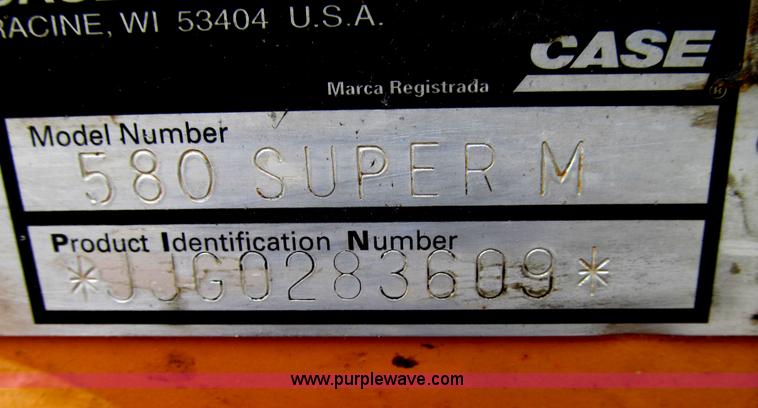 RACINE, WI 53404 U.S.A.
CASE
Marca Registrada
®
Model Number
580 SUPER M
Product Identification Number
*JJG0283609*
www.purplewave.com